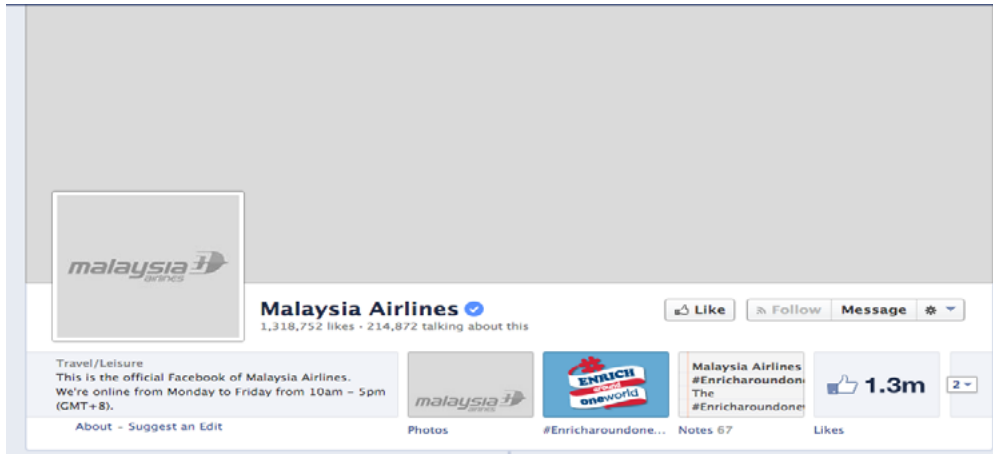 malaysia
airlines
Malaysia Airlines
1,318,752 likes · 214,872 talking about this
Like
Follow
Message
Travel/Leisure
This is the official Facebook of Malaysia Airlines.
We're online from Monday to Friday from 10am – 5pm
(GMT+8).
About – Suggest an Edit
malaysia
airlines
Photos
ENRICH
around
oneworld
#Enricharoundone...
Malaysia Airlines
#Enricharoundon
The
#Enricharoundone
Notes 67
1.3m
Likes
2